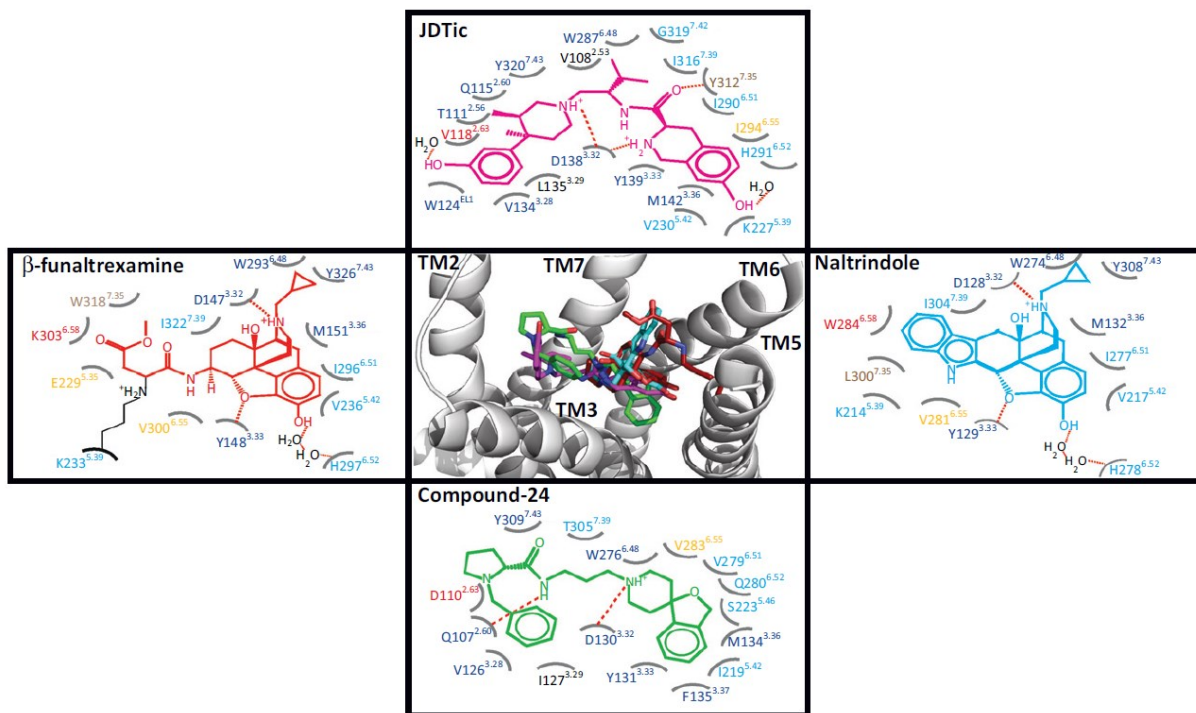 JDTic
W287^6.48
G319^7.42
V108^2.53
Y320^7.43
I316^7.39
Q115^2.60
Y312^7.35
NH^+
O
I290^6.51
T111^2.56
N
H
I294^6.55
H2O
V118^2.63
^+H2
N
H291^6.52
D138^3.32
HO
Y139^3.33
H2O
L135^3.29
M142^3.36
OH
W124^EL1
V134^3.28
V230^5.42
K227^5.39
β-funaltrexamine
W293^6.48
Y326^7.43
W318^7.35
D147^3.32
^+HN
K303^6.58
I322^7.39
HO
M151^3.36
O
O
O
I296^6.51
E229^5.35
N
H
H
^+H2N
O
V236^5.42
V300^6.55
OH
Y148^3.33
H2O
H2O
K233^5.39
H297^6.52
TM2
TM7
TM6
TM5
TM3
Naltrindole
W274^6.48
Y308^7.43
D128^3.32
^+HN
I304^7.39
OH
W284^6.58
M132^3.36
I277^6.51
L300^7.35
NH
O
V217^5.42
K214^5.39
V281^6.55
Y129^3.33
OH
H2O
H2O
H278^6.52
Compound-24
Y309^7.43
T305^7.39
O
W276^6.48
V283^6.55
V279^6.51
N
N
H
NH^+
Q280^6.52
D110^2.63
O
S223^5.46
Q107^2.60
D130^3.32
M134^3.36
V126^3.28
I127^3.29
Y131^3.33
I219^5.42
F135^3.37